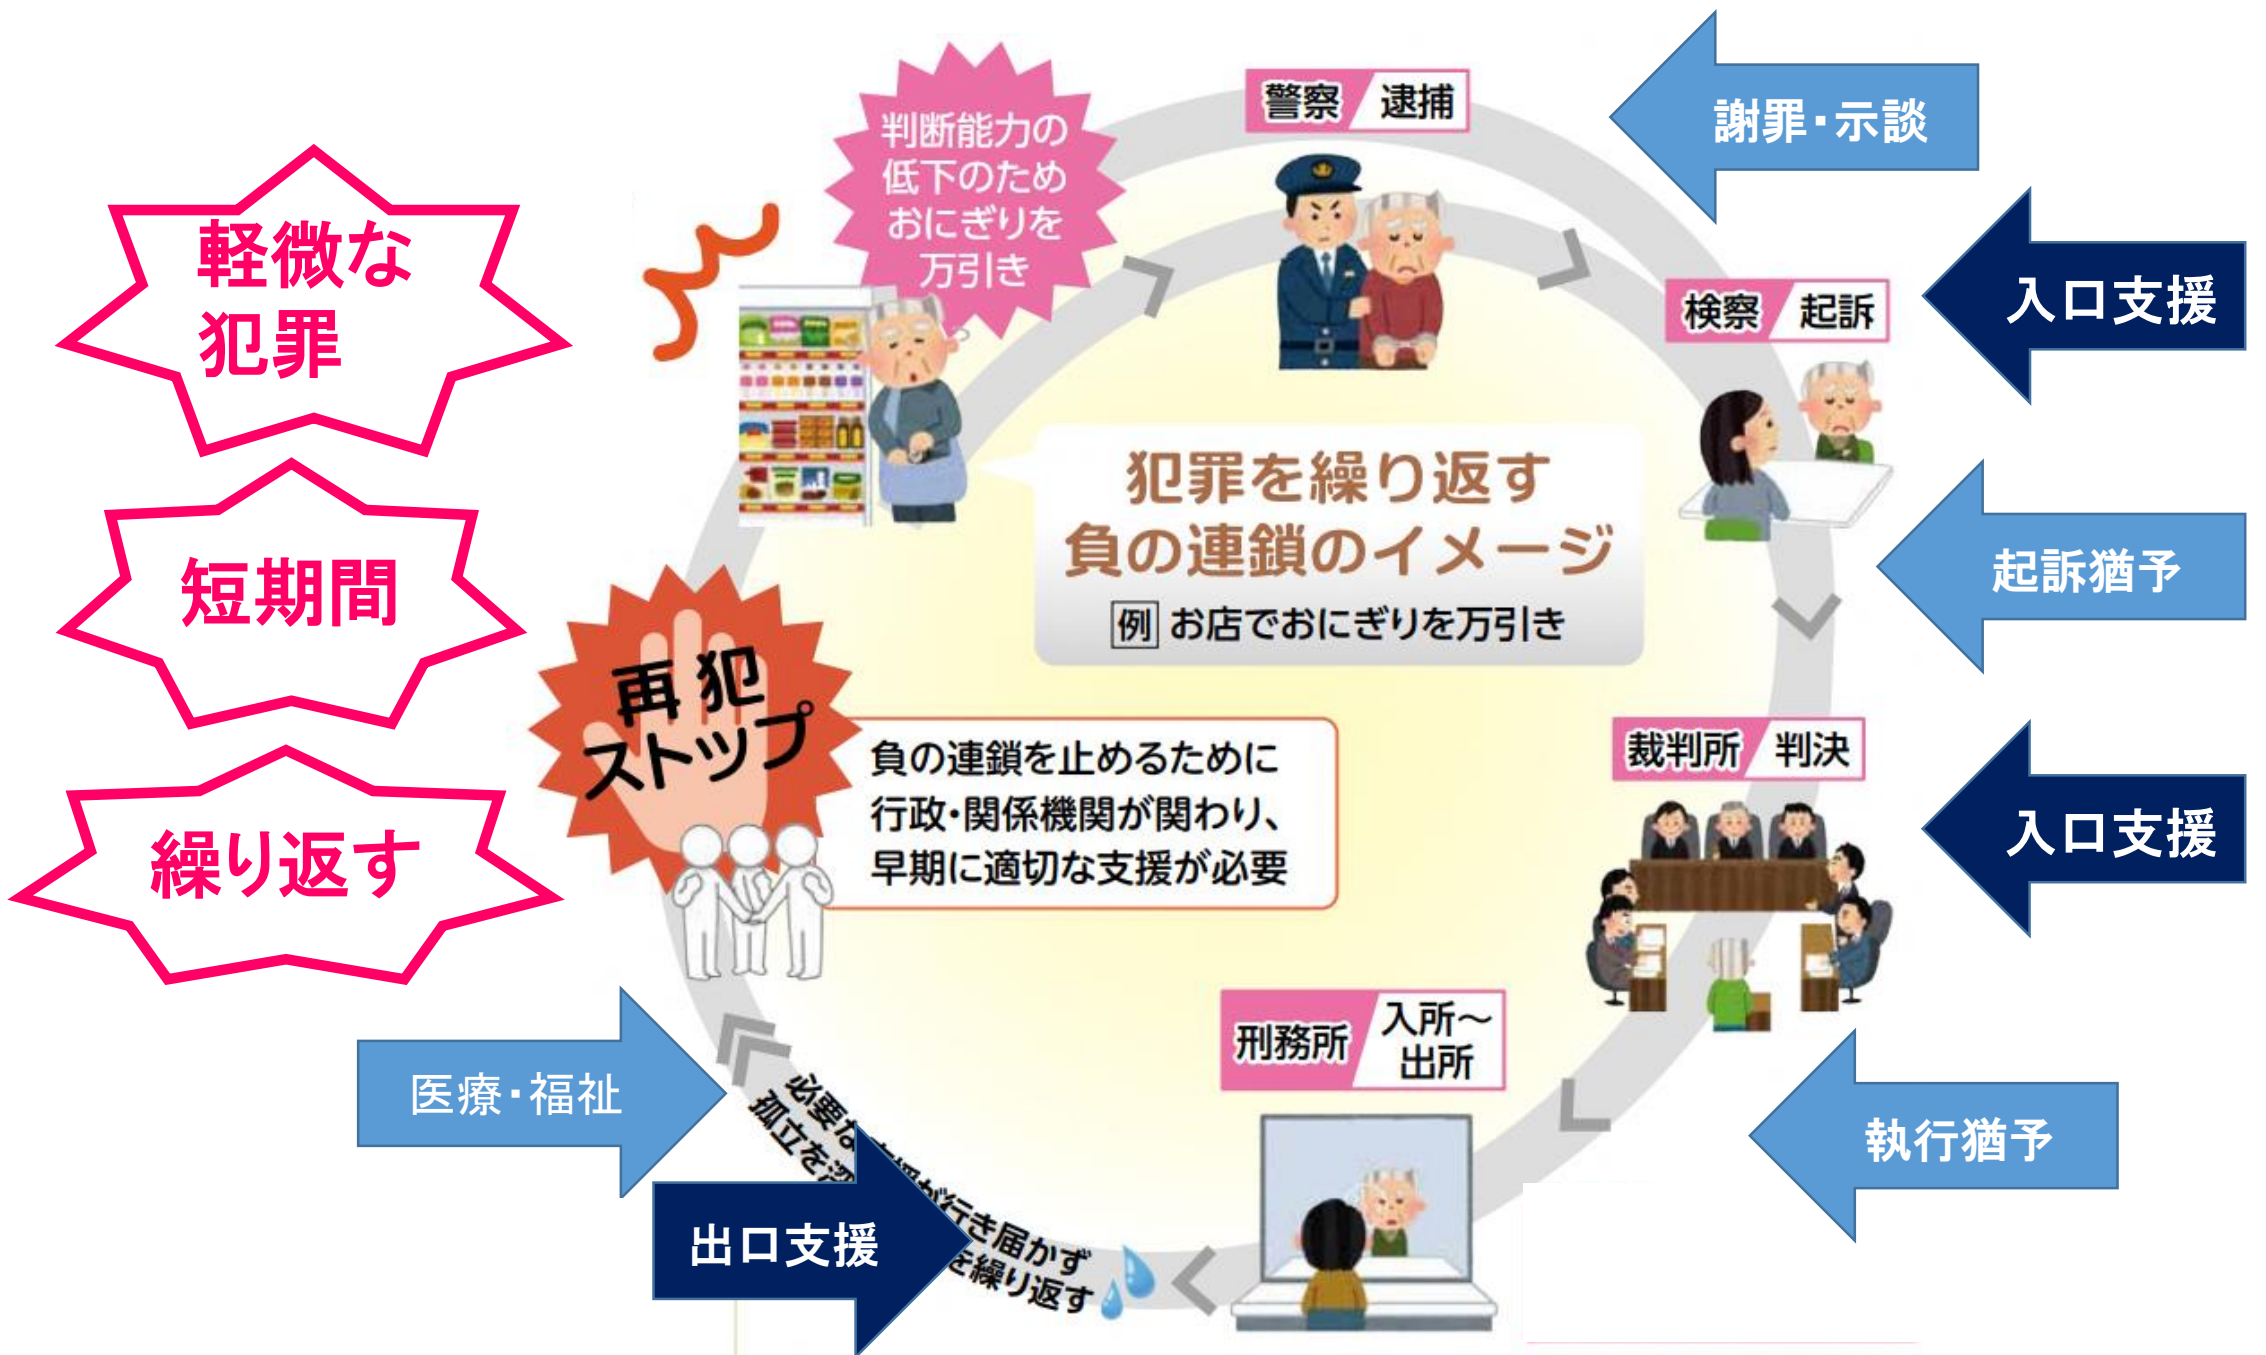 軽微な
犯罪
短期間
繰り返す
判断能力の
低下のため
おにぎりを
万引き
警察 逮捕
謝罪・示談
検察 起訴
入口支援
犯罪を繰り返す
負の連鎖のイメージ
例 お店でおにぎりを万引き
起訴猶予
再犯
ストップ
負の連鎖を止めるために
行政・関係機関が関わり、
早期に適切な支援が必要
裁判所 判決
入口支援
刑務所 入所～
出所
執行猶予
医療・福祉
必要な
が行き届かず
孤立を
を繰り返す
出口支援